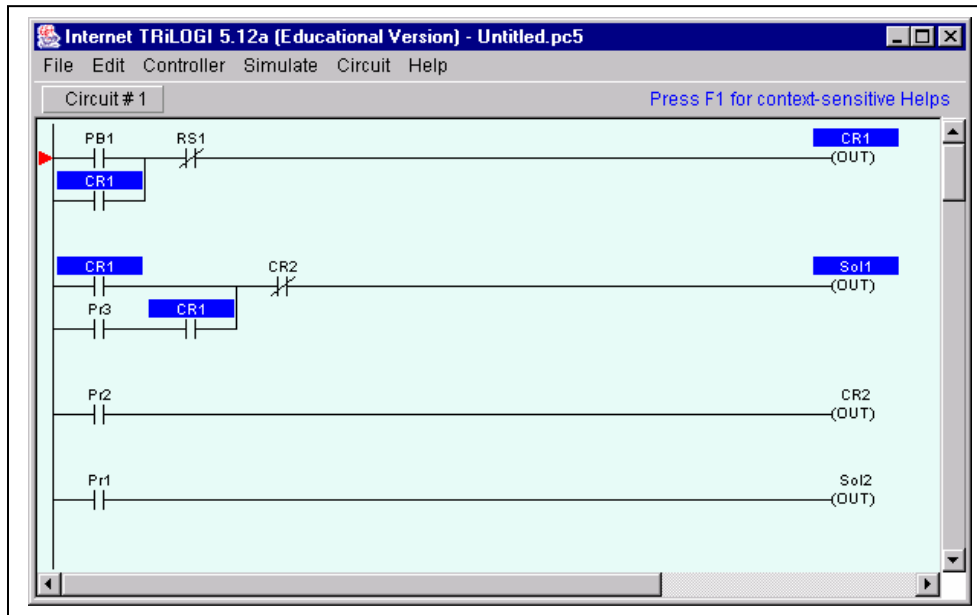 Internet TRiLOGI 5.12a (Educational Version) - Untitled.pc5
File Edit Controller Simulate Circuit Help
Circuit # 1 Press F1 for context-sensitive Helps
PB1 RS1 CR1
(OUT)
CR1
CR1 CR2 Sol1
(OUT)
Pr3 CR1
Pr2 CR2
(OUT)
Pr1 Sol2
(OUT)